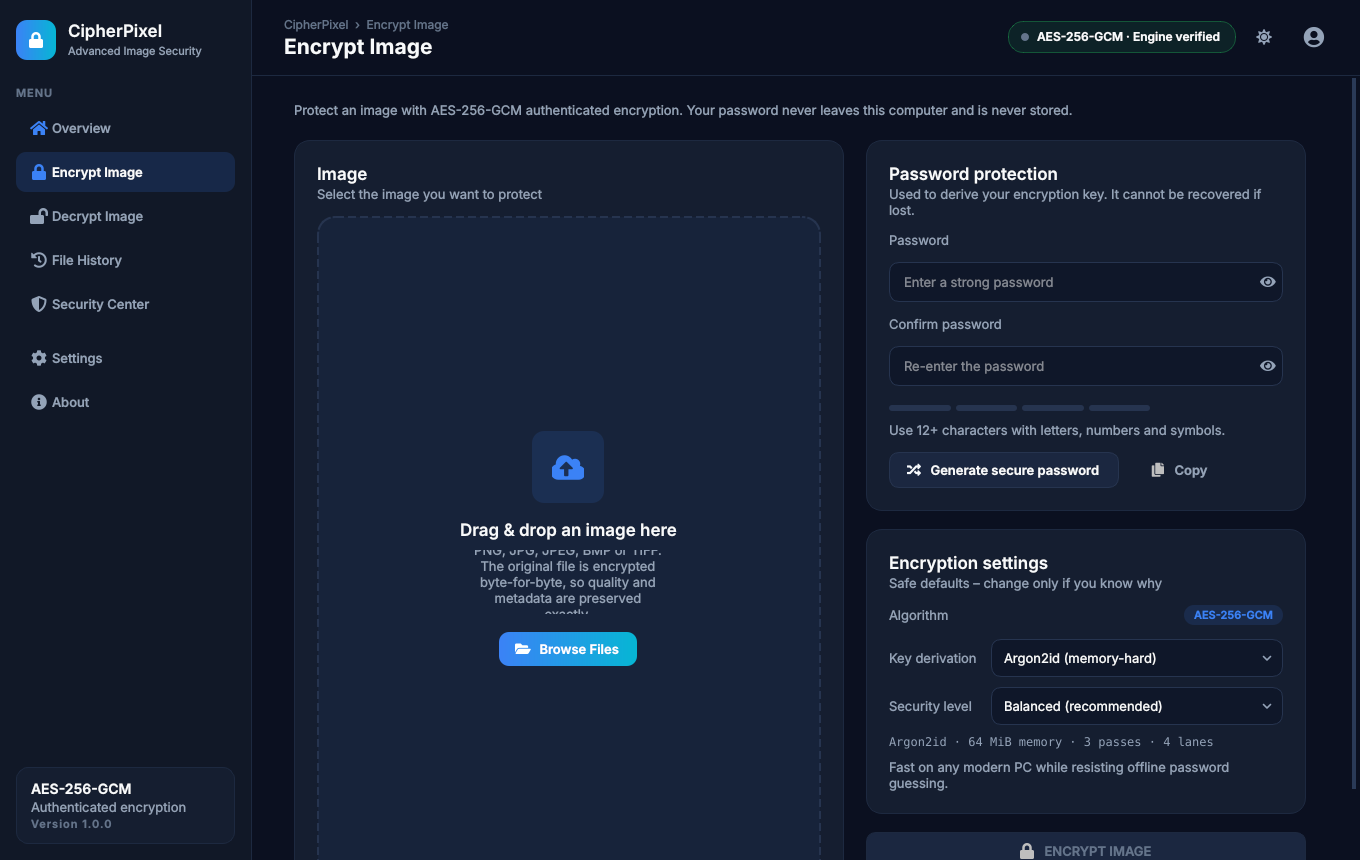 CipherPixel
Advanced Image Security
MENU
Overview
Encrypt Image
Decrypt Image
File History
Security Center
Settings
About
AES-256-GCM
Authenticated encryption
Version 1.0.0
CipherPixel › Encrypt Image
Encrypt Image
AES-256-GCM · Engine verified
Protect an image with AES-256-GCM authenticated encryption. Your password never leaves this computer and is never stored.
Image
Select the image you want to protect
Drag & drop an image here
PNG, JPG, JPEG, BMP or TIFF.
The original file is encrypted
byte-for-byte, so quality and
metadata are preserved
exactly.
Browse Files
Password protection
Used to derive your encryption key. It cannot be recovered if
lost.
Password
Enter a strong password
Confirm password
Re-enter the password
Use 12+ characters with letters, numbers and symbols.
Generate secure password
Copy
Encryption settings
Safe defaults – change only if you know why
Algorithm
AES-256-GCM
Key derivation
Argon2id (memory-hard)
Security level
Balanced (recommended)
Argon2id · 64 MiB memory · 3 passes · 4 lanes
Fast on any modern PC while resisting offline password
guessing.
ENCRYPT IMAGE